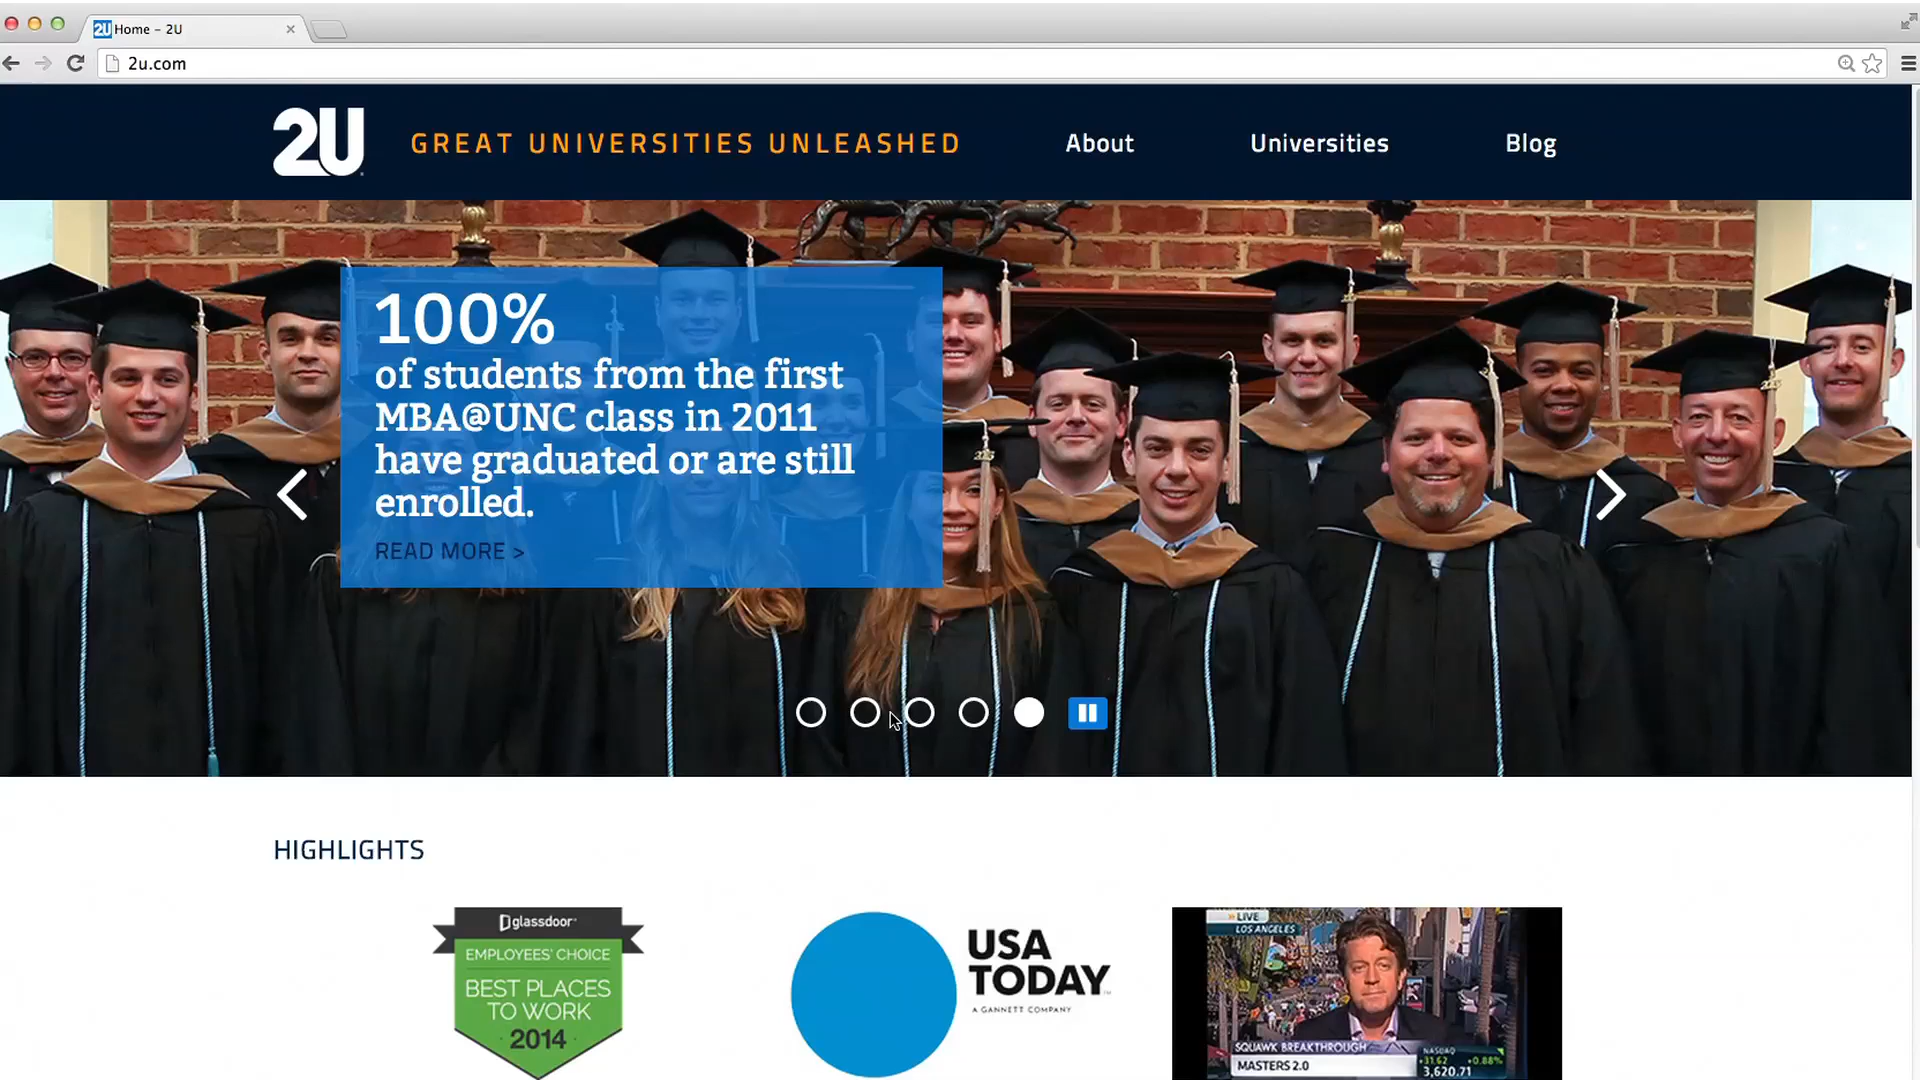 2U Home – 2U
2u.com
2U GREAT UNIVERSITIES UNLEASHED About Universities Blog
100%
of students from the first
MBA@UNC class in 2011
have graduated or are still
enrolled.
READ MORE >
HIGHLIGHTS
glassdoor
EMPLOYEES' CHOICE
BEST PLACES
TO WORK
2014
USA
TODAY
A GANNETT COMPANY
LIVE
LOS ANGELES
SQUAWK BREAKTHROUGH
MASTERS 2.0
NASDAQ
+31.62 +0.88%
3,620.71